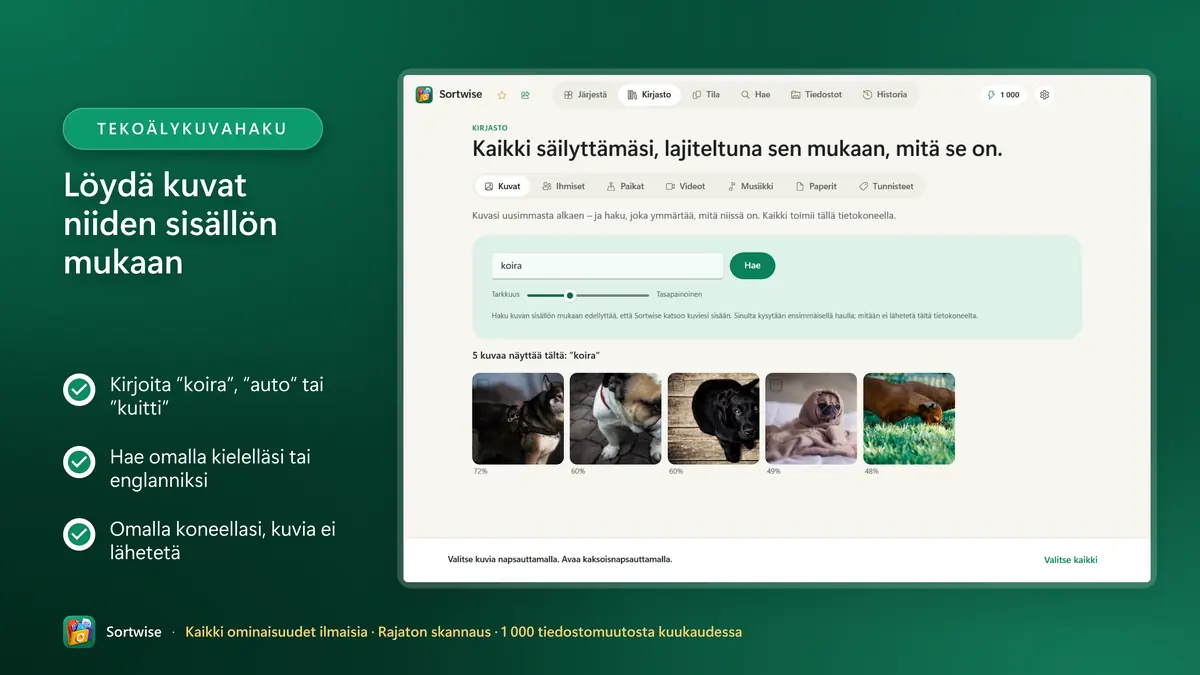 TEKOÄLYKUVAHAKU
Löydä kuvat
niiden sisällön
mukaan
Kirjoita ”koira”, ”auto” tai
”kuitti”
Hae omalla kielelläsi tai
englanniksi
Omalla koneellasi, kuvia ei
lähetetä
Sortwise
Järjestä
Kirjasto
Tila
Hae
Tiedostot
Historia
1 000
KIRJASTO
Kaikki säilyttämäsi, lajiteltuna sen mukaan, mitä se on.
Kuvat
Ihmiset
Paikat
Videot
Musiikki
Paperit
Tunnisteet
Kuvasi uusimmasta alkaen – ja haku, joka ymmärtää, mitä niissä on. Kaikki toimii tällä tietokoneella.
koira
Hae
Tarkkuus
Tasapainoinen
Haku kuvan sisällön mukaan edellyttää, että Sortwise katsoo kuviesi sisään. Sinulta kysytään ensimmäisellä haulla; mitään ei lähetetä tältä tietokoneelta.
5 kuvaa näyttää tältä: ”koira”
72%
60%
60%
49%
48%
Valitse kuvia napsauttamalla. Avaa kaksoisnapsauttamalla.
Valitse kaikki
Sortwise · Kaikki ominaisuudet ilmaisia · Rajaton skannaus · 1 000 tiedostomuutosta kuukaudessa